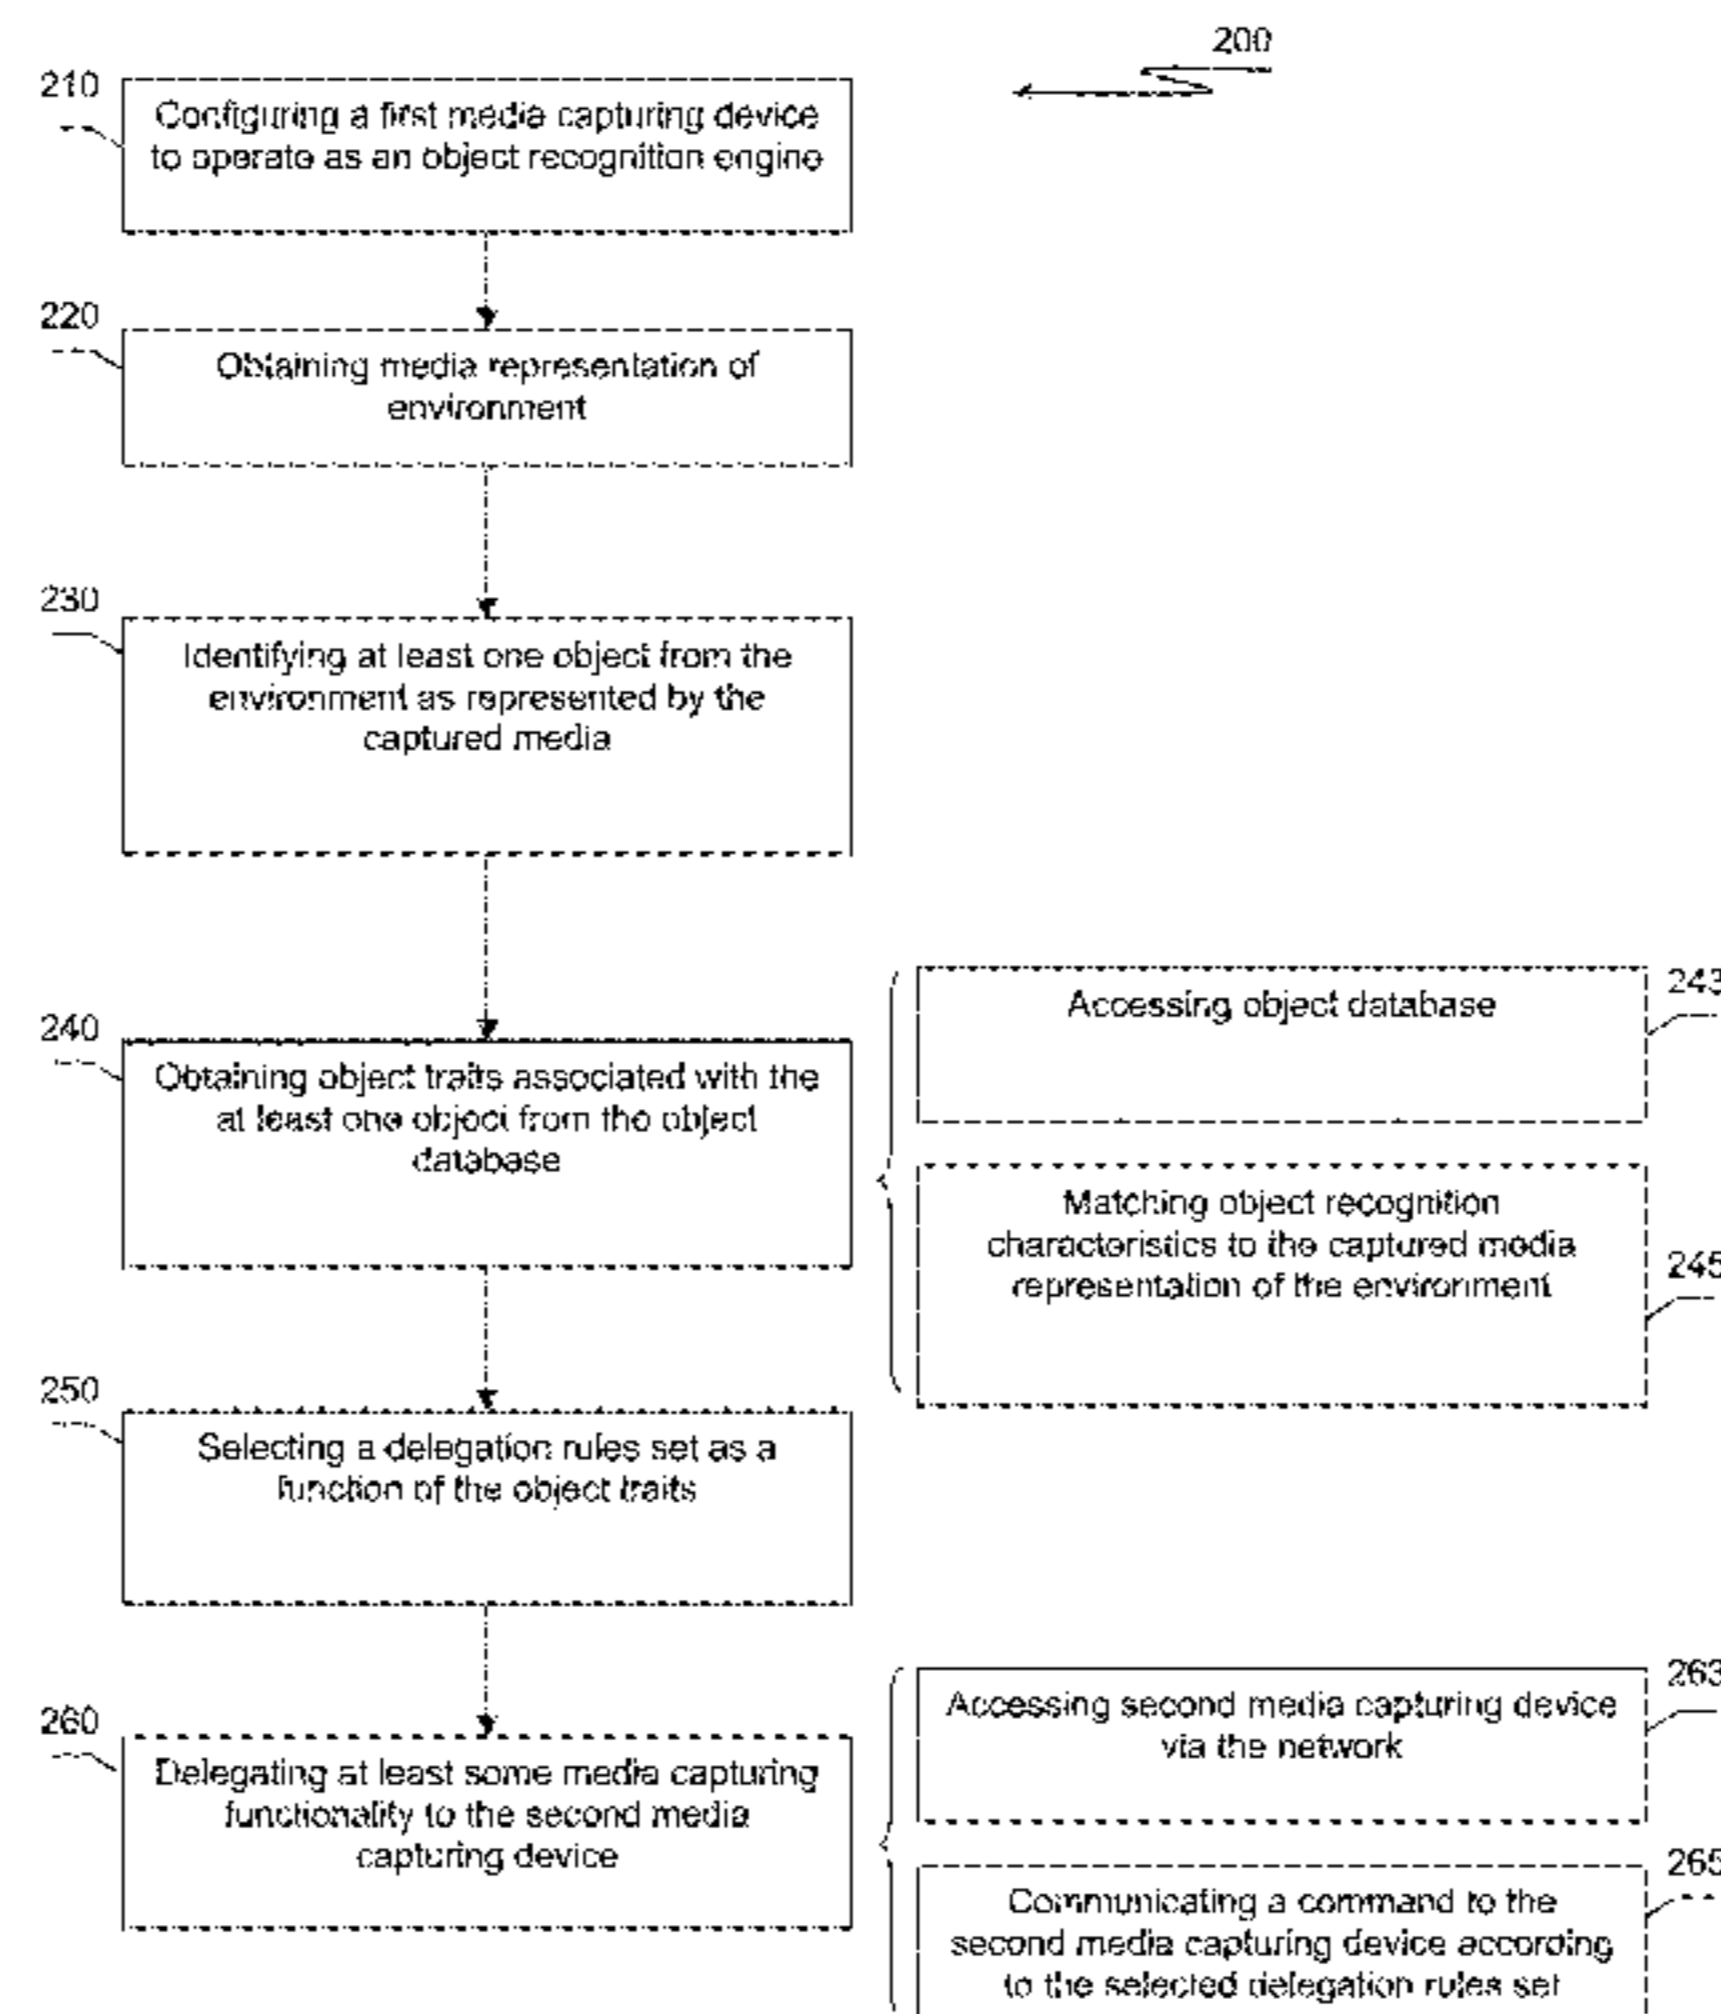 200
210
Configuring a first media capturing device
to operate as an object recognition engine
220
Obtaining media representation of
environment
230
Identifying at least one object from the
environment as represented by the
captured media
240
Obtaining object traits associated with the
at least one object from the object
database
243
Accessing object database
245
Matching object recognition
characteristics to the captured media
representation of the environment
250
Selecting a delegation rules set as a
function of the object traits
260
Delegating at least some media capturing
functionality to the second media
capturing device
263
Accessing second media capturing device
via the network
265
Communicating a command to the
second media capturing device according
to the selected delegation rules set